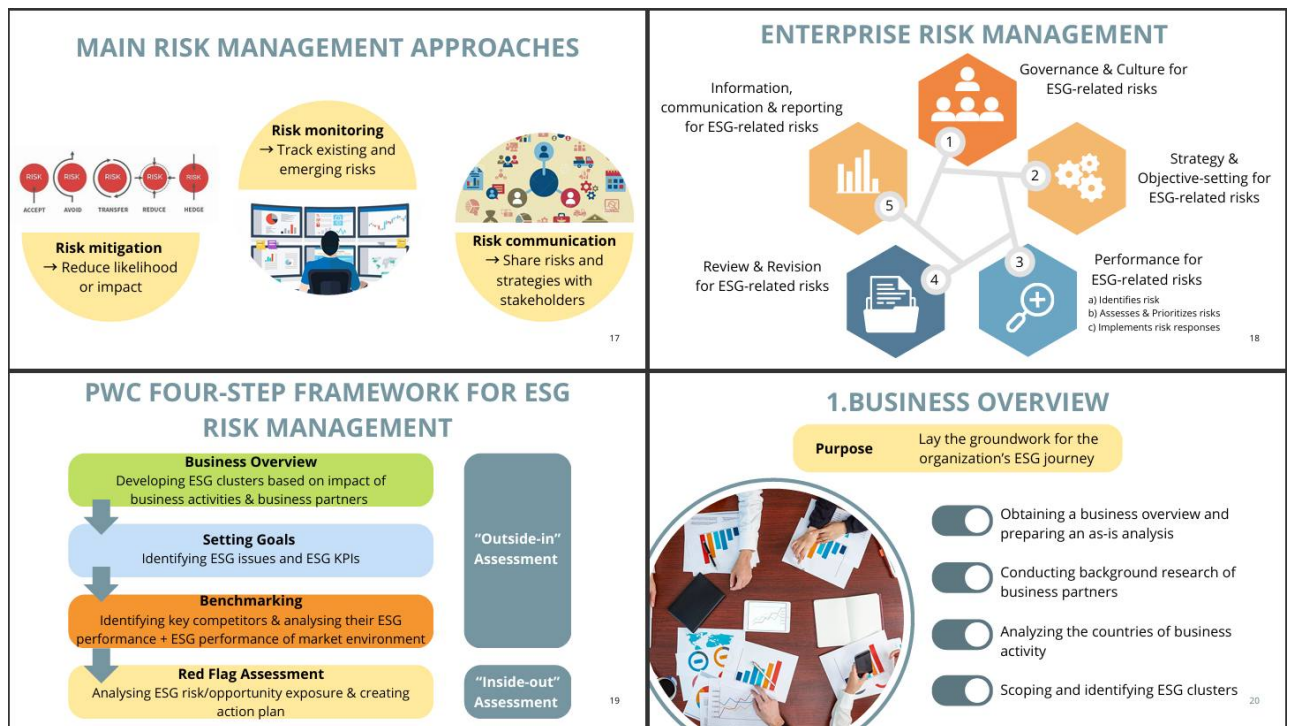 MAIN RISK MANAGEMENT APPROACHES
RISK RISK RISK RISK RISK
ACCEPT AVOID TRANSFER REDUCE HEDGE
Risk mitigation
→ Reduce likelihood
or impact
Risk monitoring
→ Track existing and
emerging risks
Risk communication
→ Share risks and
strategies with
stakeholders
17
ENTERPRISE RISK MANAGEMENT
1
Governance & Culture for
ESG-related risks
2
Strategy &
Objective-setting for
ESG-related risks
3
Performance for
ESG-related risks
a) Identifies risk
b) Assesses & Prioritizes risks
c) Implements risk responses
4
Review & Revision
for ESG-related risks
5
Information,
communication & reporting
for ESG-related risks
18
PWC FOUR-STEP FRAMEWORK FOR ESG
RISK MANAGEMENT
Business Overview
Developing ESG clusters based on impact of
business activities & business partners
Setting Goals
Identifying ESG issues and ESG KPIs
Benchmarking
Identifying key competitors & analysing their ESG
performance + ESG performance of market environment
Red Flag Assessment
Analysing ESG risk/opportunity exposure & creating
action plan
“Outside-in”
Assessment
“Inside-out”
Assessment
19
1.BUSINESS OVERVIEW
Purpose
Lay the groundwork for the
organization’s ESG journey
Obtaining a business overview and
preparing an as-is analysis
Conducting background research of
business partners
Analyzing the countries of business
activity
Scoping and identifying ESG clusters
20